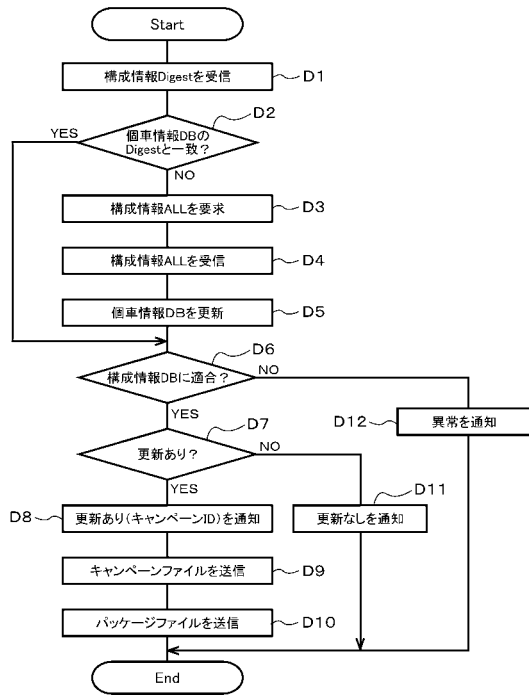 Start
構成情報Digestを受信
D1
D2
YES
個車情報DBの
Digestと一致？
NO
構成情報ALLを要求
D3
構成情報ALLを受信
D4
個車情報DBを更新
D5
D6
構成情報DBに適合？
NO
YES
D7
D12
異常を通知
更新あり？
NO
YES
D11
D8
更新あり(キャンペーンID)を通知
更新なしを通知
キャンペーンファイルを送信
D9
パッケージファイルを送信
D10
End